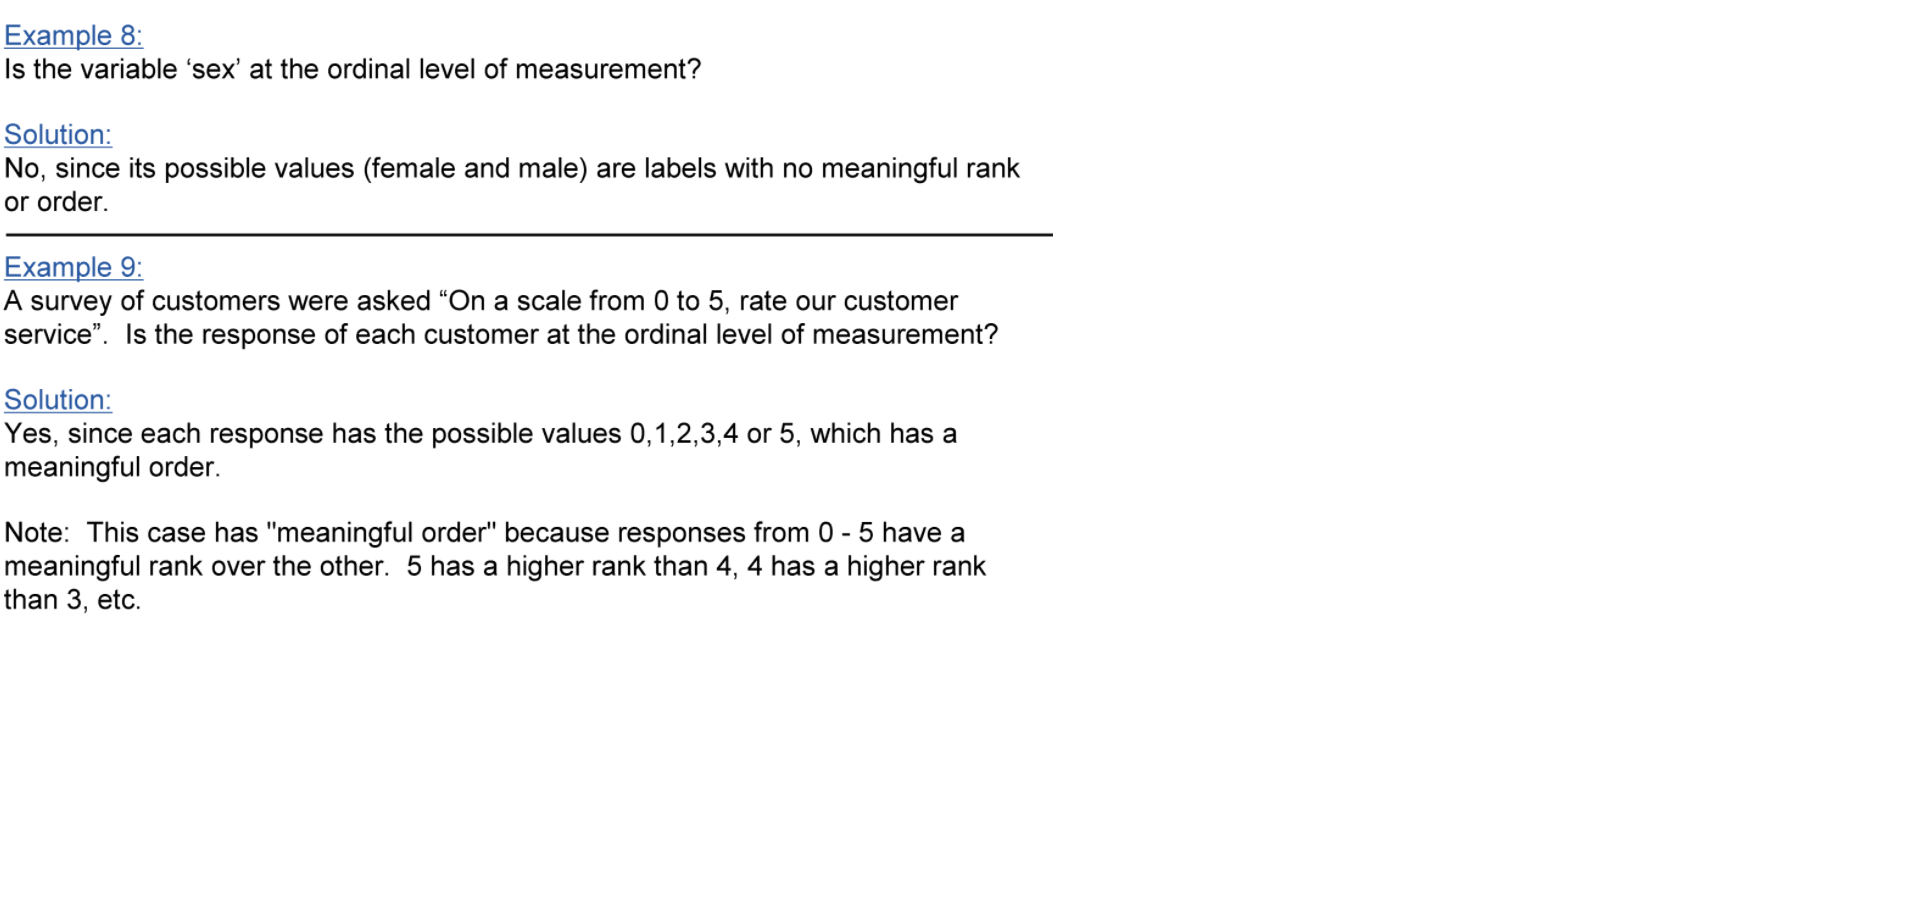 Example 8:
Is the variable ‘sex’ at the ordinal level of measurement?
Solution:
No, since its possible values (female and male) are labels with no meaningful rank
or order.
Example 9:
A survey of customers were asked “On a scale from 0 to 5, rate our customer
service”.  Is the response of each customer at the ordinal level of measurement?
Solution:
Yes, since each response has the possible values 0,1,2,3,4 or 5, which has a
meaningful order.
Note:  This case has "meaningful order" because responses from 0 - 5 have a
meaningful rank over the other.  5 has a higher rank than 4, 4 has a higher rank
than 3, etc.